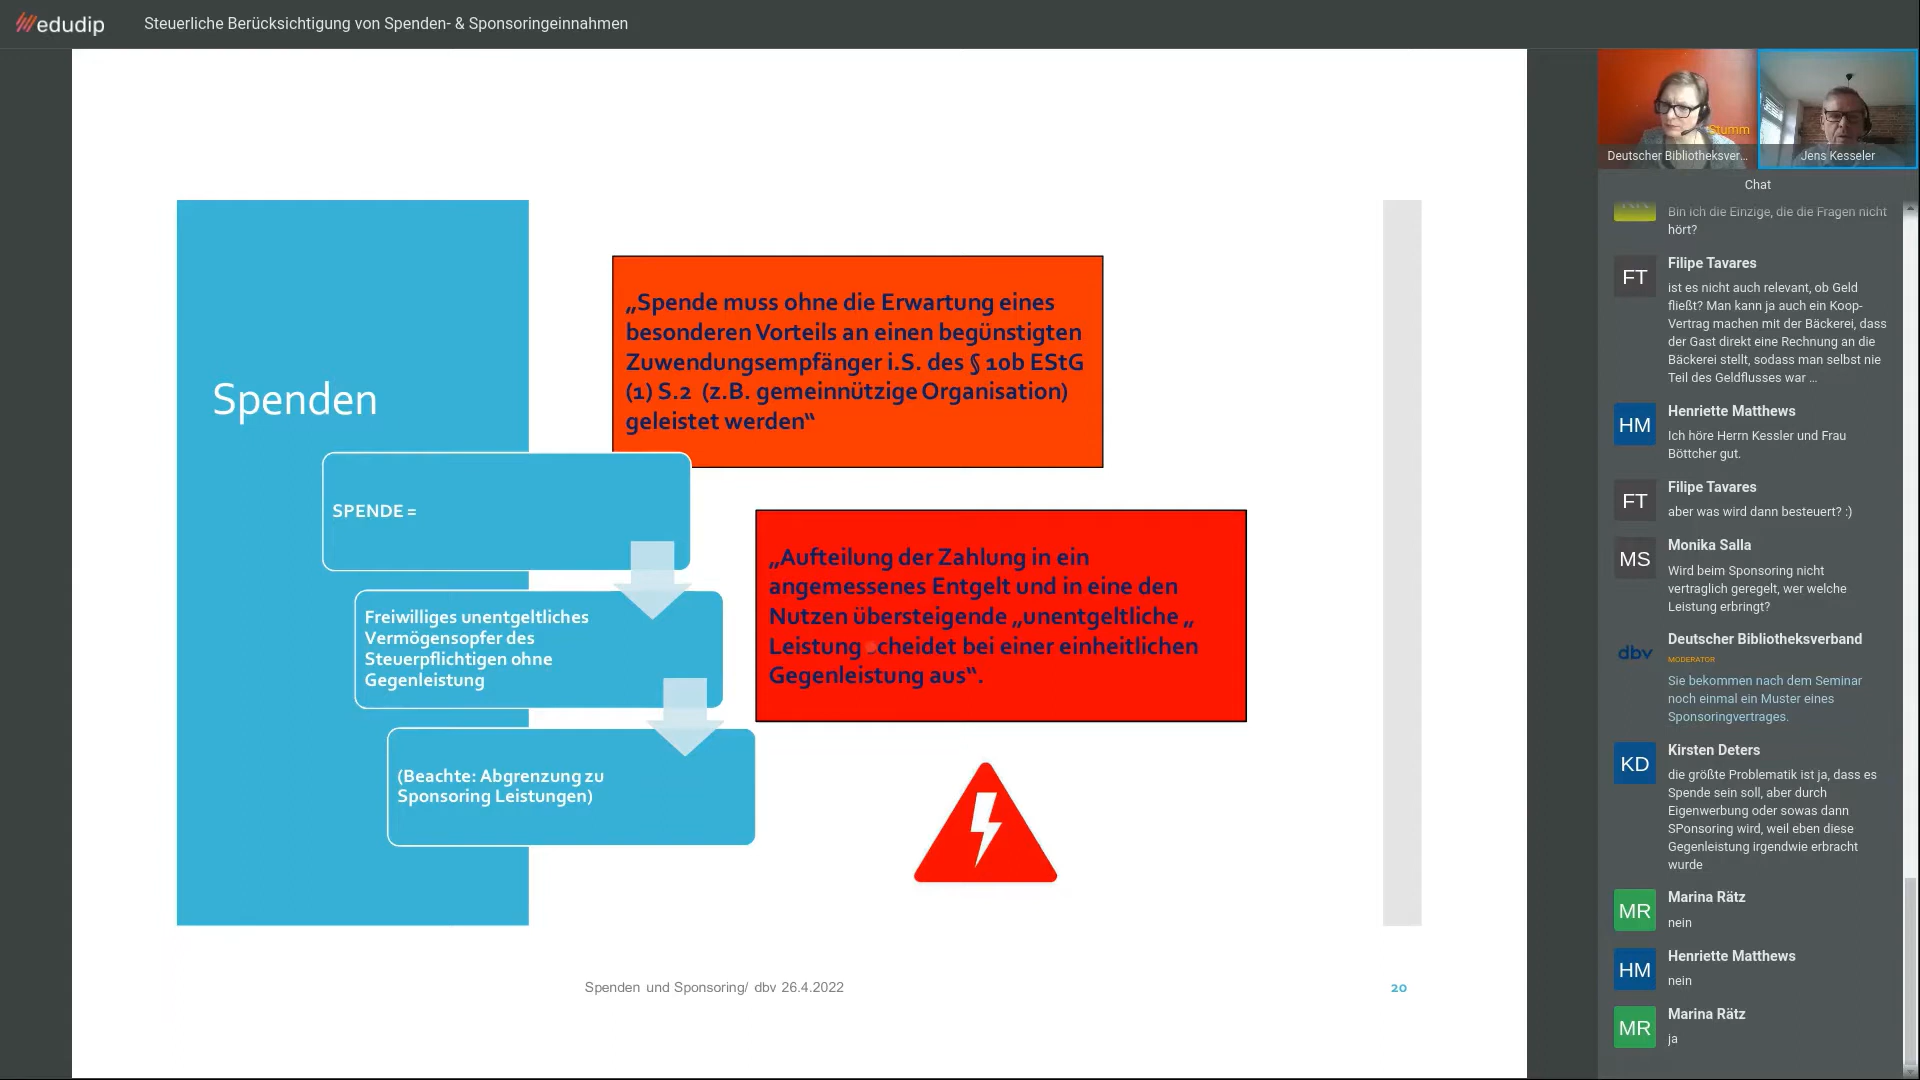 edudip
Steuerliche Berücksichtigung von Spenden- & Sponsoringeinnahmen
Spenden
„Spende muss ohne die Erwartung eines
besonderen Vorteils an einen begünstigten
Zuwendungsempfänger i.S. des § 10b EStG
(1) S.2 (z.B. gemeinnützige Organisation)
geleistet werden“
SPENDE =
Freiwilliges unentgeltliches
Vermögensopfer des
Steuerpflichtigen ohne
Gegenleistung
(Beachte: Abgrenzung zu
Sponsoring Leistungen)
„Aufteilung der Zahlung in ein
angemessenes Entgelt und in eine den
Nutzen übersteigende „unentgeltliche „
Leistung scheidet bei einer einheitlichen
Gegenleistung aus“.
Spenden und Sponsoring/ dbv 26.4.2022
20
Stumm
Deutscher Bibliotheksver...
Jens Kesseler
Chat
Bin ich die Einzige, die die Fragen nicht
hört?
FT
Filipe Tavares
ist es nicht auch relevant, ob Geld
fließt? Man kann ja auch ein Koop-
Vertrag machen mit der Bäckerei, dass
der Gast direkt eine Rechnung an die
Bäckerei stellt, sodass man selbst nie
Teil des Geldflusses war ...
HM
Henriette Matthews
Ich höre Herrn Kessler und Frau
Böttcher gut.
FT
Filipe Tavares
aber was wird dann besteuert? :)
MS
Monika Salla
Wird beim Sponsoring nicht
vertraglich geregelt, wer welche
Leistung erbringt?
dbv
Deutscher Bibliotheksverband
MODERATOR
Sie bekommen nach dem Seminar
noch einmal ein Muster eines
Sponsoringvertrages.
KD
Kirsten Deters
die größte Problematik ist ja, dass es
Spende sein soll, aber durch
Eigenwerbung oder sowas dann
SPonsoring wird, weil eben diese
Gegenleistung irgendwie erbracht
wurde
MR
Marina Rätz
nein
HM
Henriette Matthews
nein
MR
Marina Rätz
ja